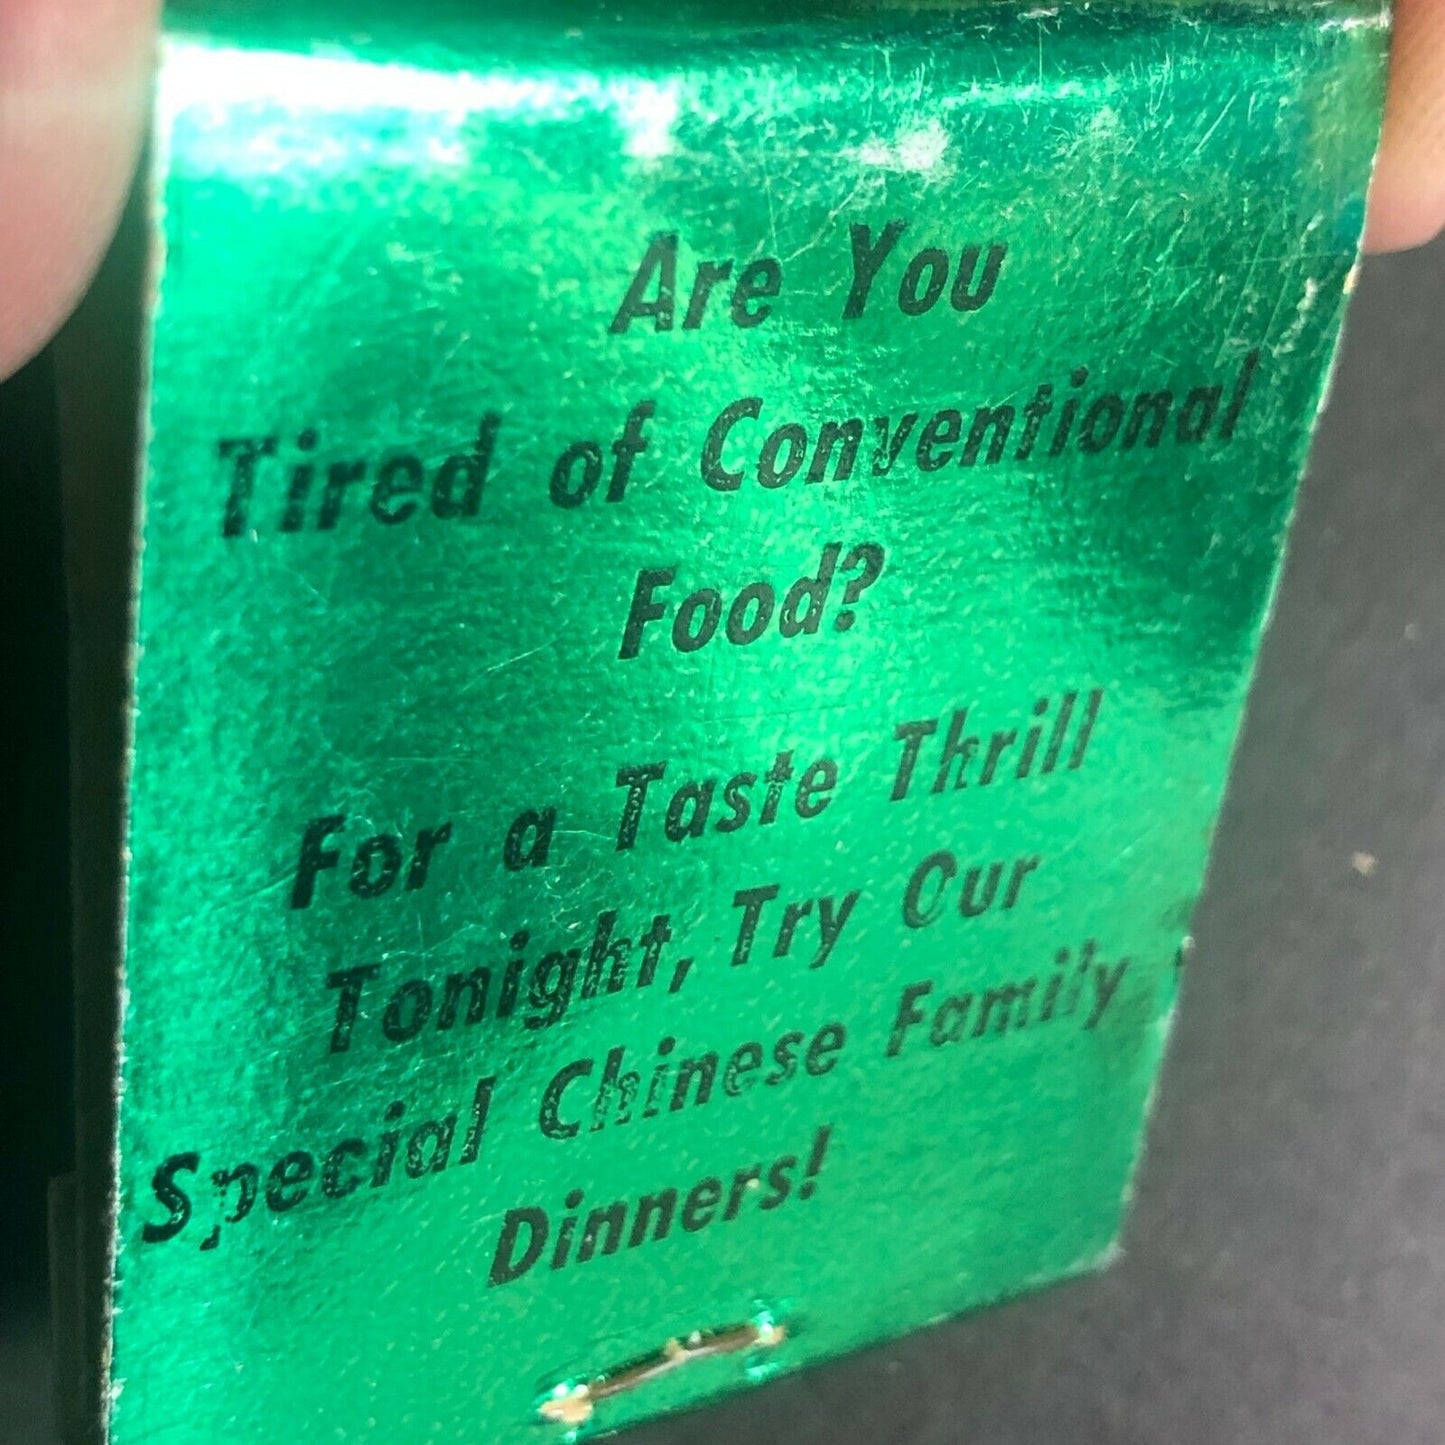 Are You
Tired of Conventional
Food?
For a Taste Thrill
Tonight, Try Our
Special Chinese Family
Dinners!